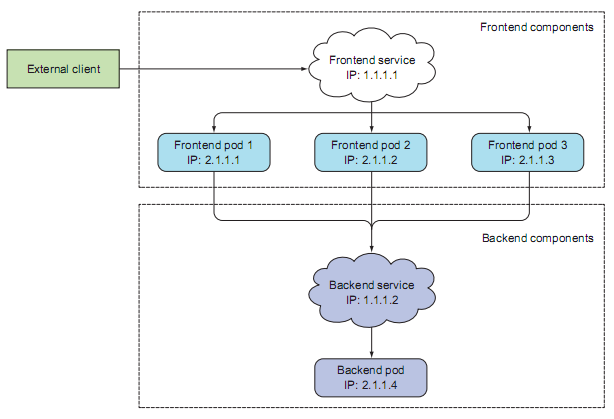 Frontend components
External client
Frontend service
IP: 1.1.1.1
Frontend pod 1
IP: 2.1.1.1
Frontend pod 2
IP: 2.1.1.2
Frontend pod 3
IP: 2.1.1.3
Backend components
Backend service
IP: 1.1.1.2
Backend pod
IP: 2.1.1.4